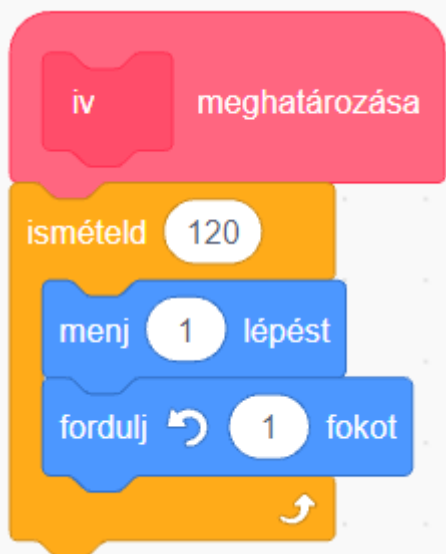 iv meghatározása
ismételd 120
menj 1 lépést
fordulj 1 fokot